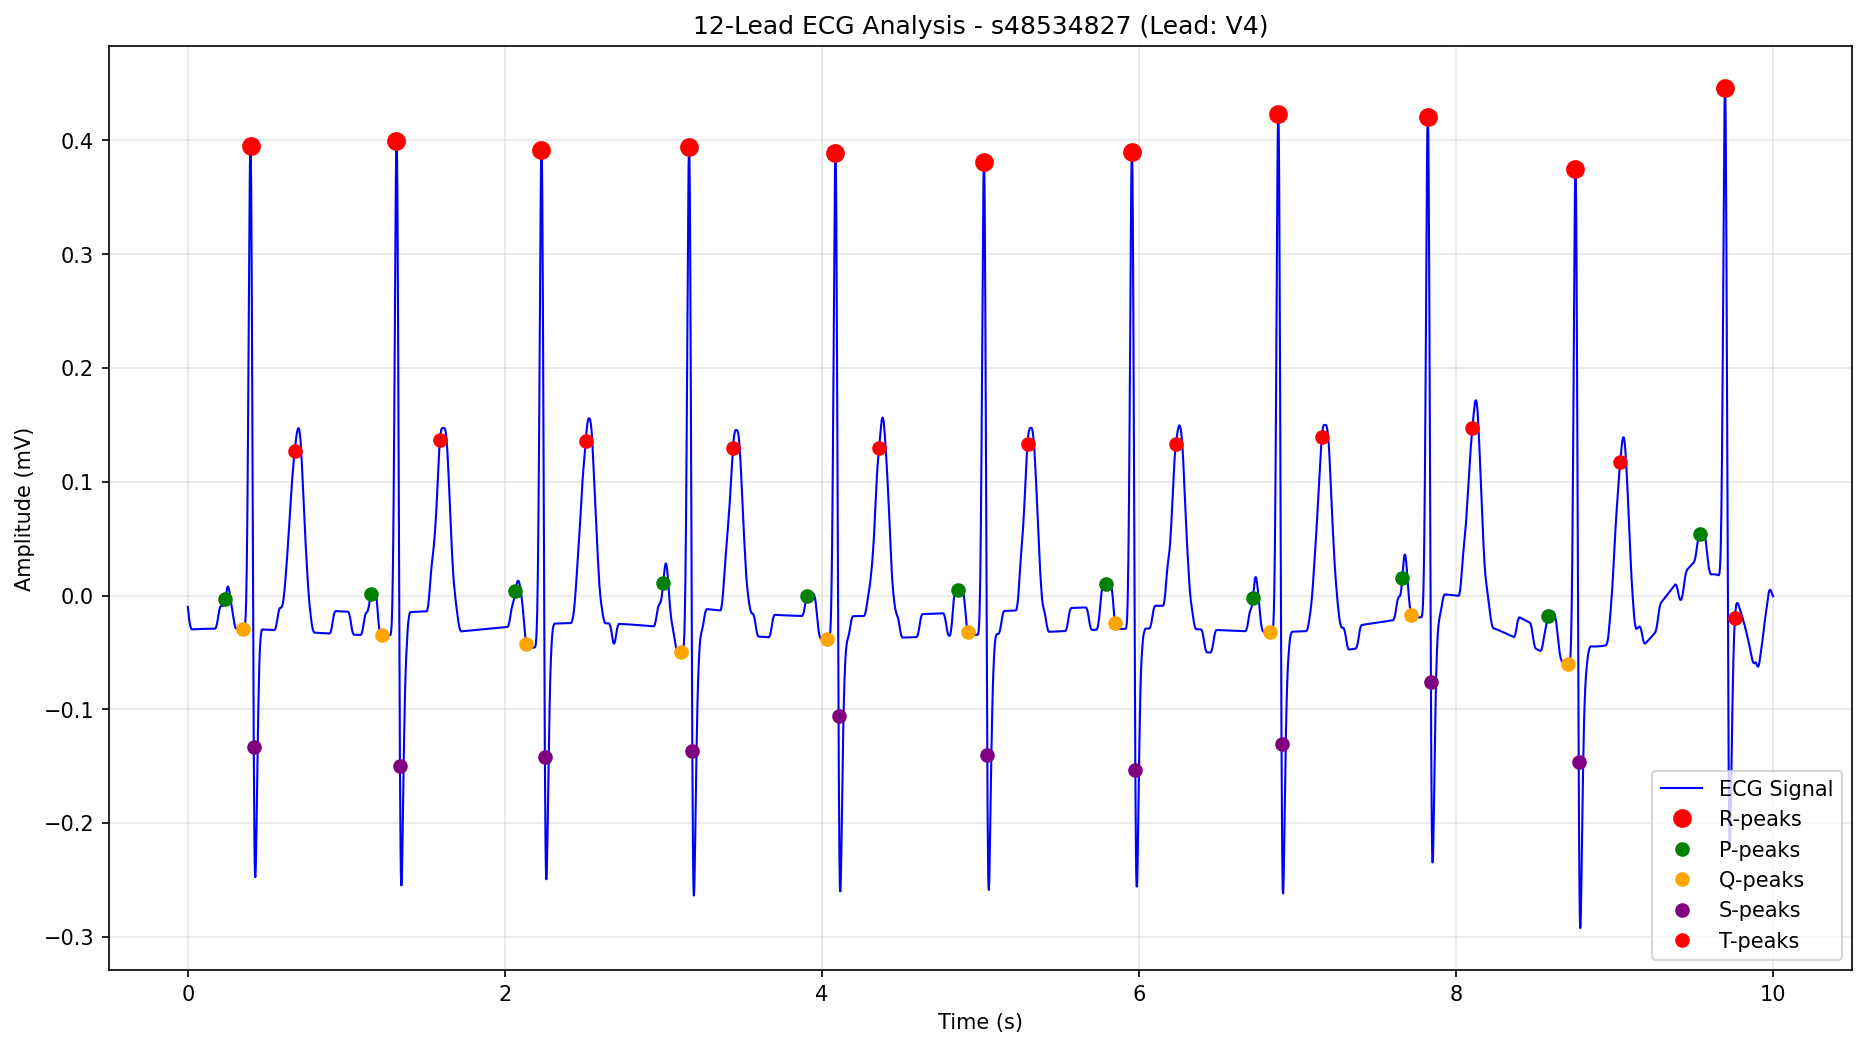 12-Lead ECG Analysis - s48534827 (Lead: V4)
Amplitude (mV)
0.4
0.3
0.2
0.1
0.0
−0.1
−0.2
−0.3
0 2 4 6 8 10
Time (s)
ECG Signal
R-peaks
P-peaks
Q-peaks
S-peaks
T-peaks